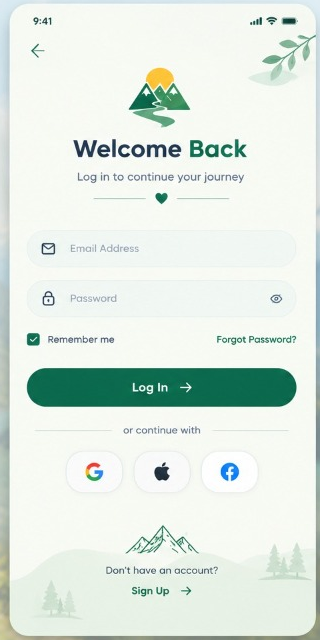 9:41
Welcome Back
Log in to continue your journey
Email Address
Password
Remember me
Forgot Password?
Log In
or continue with
Don't have an account?
Sign Up